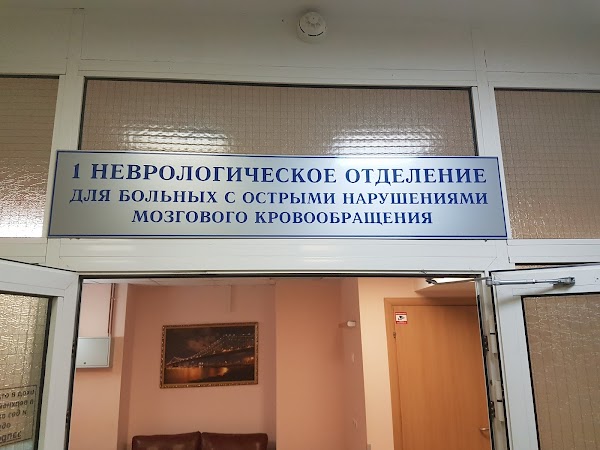 1 НЕВРОЛОГИЧЕСКОЕ ОТДЕЛЕНИЕ
ДЛЯ БОЛЬНЫХ С ОСТРЫМИ НАРУШЕНИЯМИ
МОЗГОВОГО КРОВООБРАЩЕНИЯ